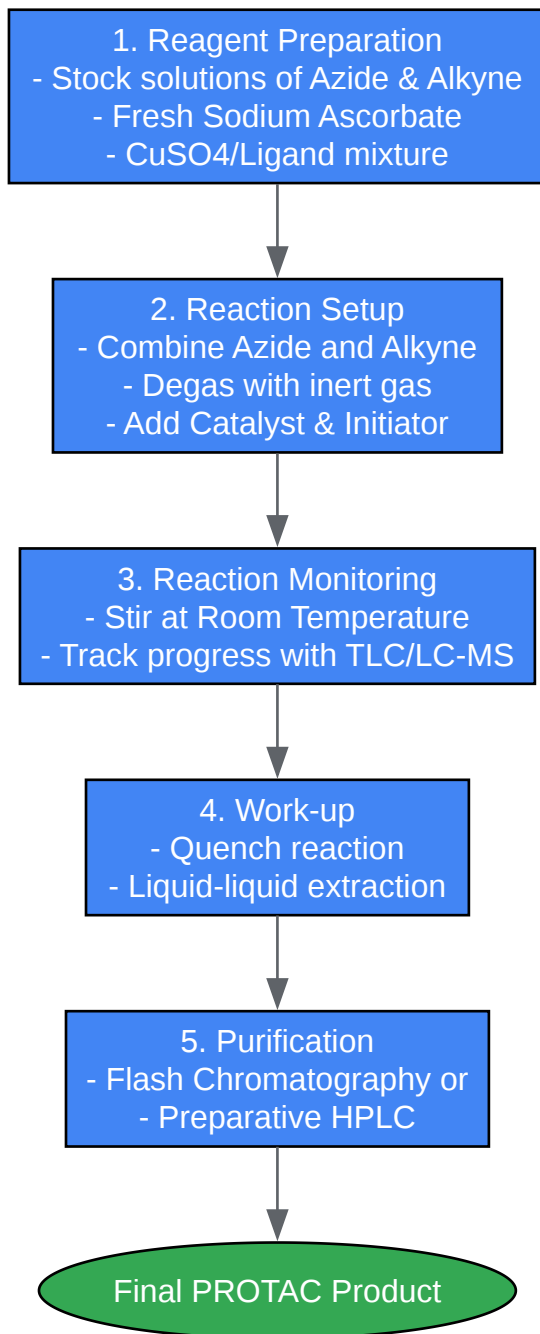 1. Reagent Preparation
- Stock solutions of Azide & Alkyne
- Fresh Sodium Ascorbate
- CuSO4/Ligand mixture
2. Reaction Setup
- Combine Azide and Alkyne
- Degas with inert gas
- Add Catalyst & Initiator
3. Reaction Monitoring
- Stir at Room Temperature
- Track progress with TLC/LC-MS
4. Work-up
- Quench reaction
- Liquid-liquid extraction
5. Purification
- Flash Chromatography or
- Preparative HPLC
Final PROTAC Product